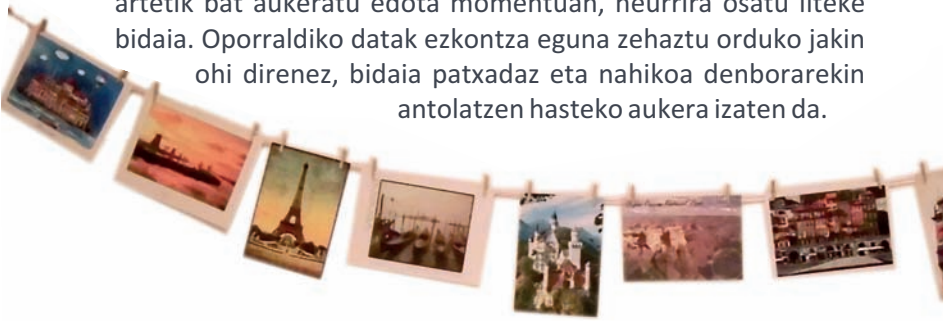 artetik bat aukeratu edota momentuan, neurrira osatu liteke
bidaia. Oporraldiko datak ezkontza eguna zehaztu orduko jakin
ohi direnez, bidaia patxadaz eta nahikoa denborarekin
antolatzen hasteko aukera izaten da.